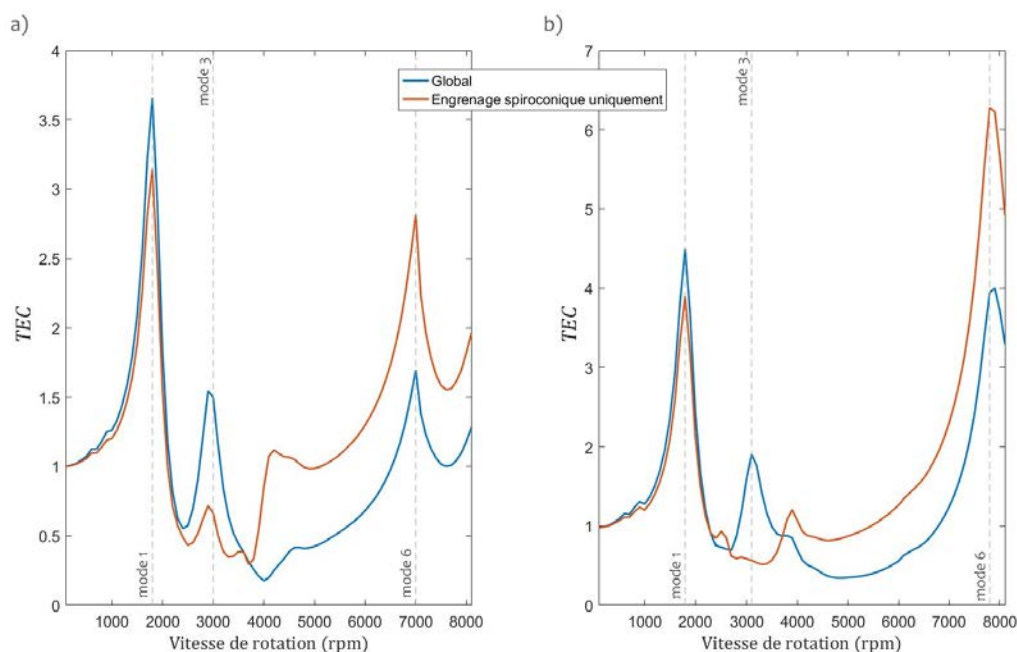 a)
b)
4
3.5
3
2.5
2
1.5
1
0.5
0
TEC
1000 2000 3000 4000 5000 6000 7000 8000
Vitesse de rotation (rpm)
mode 1
mode 3
mode 6
Global
Engrenage spiroconique uniquement
7
6
5
4
3
2
1
0
TEC
1000 2000 3000 4000 5000 6000 7000 8000
Vitesse de rotation (rpm)
mode 1
mode 3
mode 6